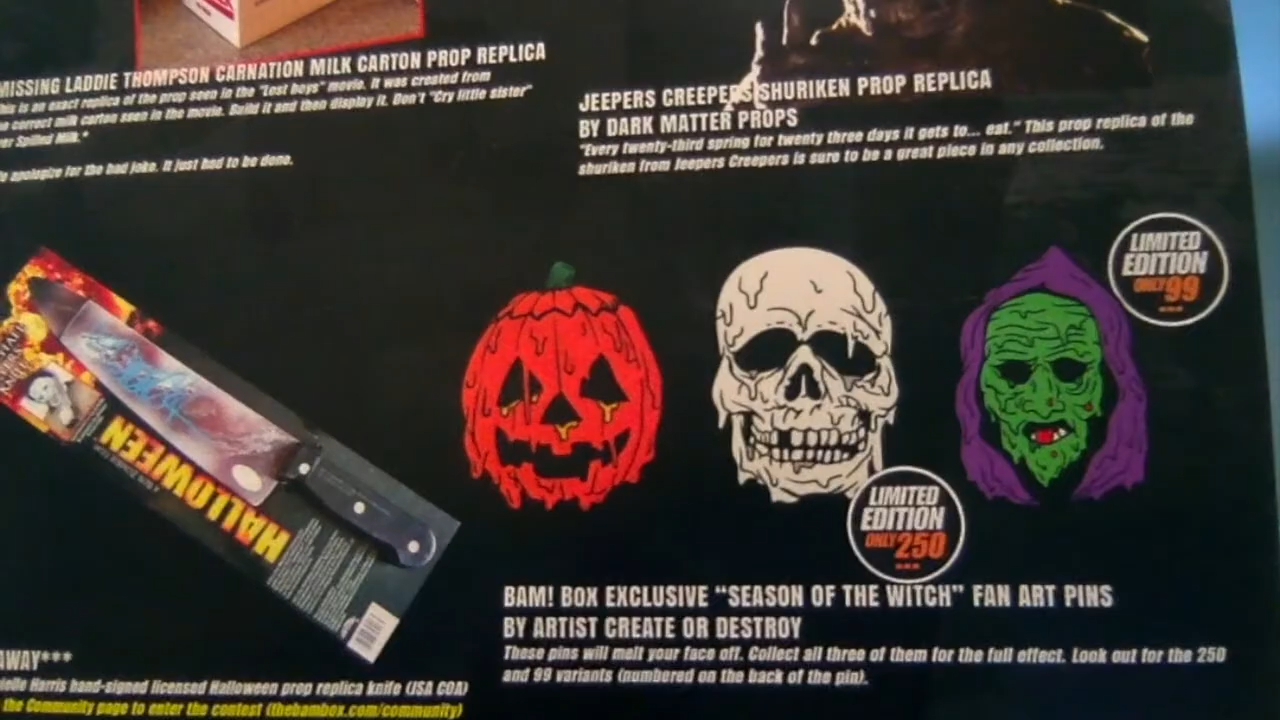 MISSING LADDIE THOMPSON CARNATION MILK CARTON PROP REPLICA
This is an exact replica of the prop seen in the "Lost boys" movie. It was created from
correct milk carton seen in the movie. Build it and then display it. Don't "Cry little sister"
Spilled Milk.*
apologize for the bad joke. It just had to be done.
JEEPERS CREEPERS SHURIKEN PROP REPLICA
BY DARK MATTER PROPS
"Every twenty-third spring for twenty three days it gets to... eat." This prop replica of the
shuriken from Jeepers Creepers is sure to be a great piece in any collection.
LIMITED
EDITION
ONLY 99
HALLOWEEN
LIMITED
EDITION
ONLY 250
BAM! BOX EXCLUSIVE “SEASON OF THE WITCH” FAN ART PINS
BY ARTIST CREATE OR DESTROY
These pins will melt your face off. Collect all three of them for the full effect. Look out for the 250
and 99 variants (numbered on the back of the pin).
AWAY***
Harris hand-signed licensed Halloween prop replica knife (JSA COA)
the Community page to enter the contest (thebambox.com/community)